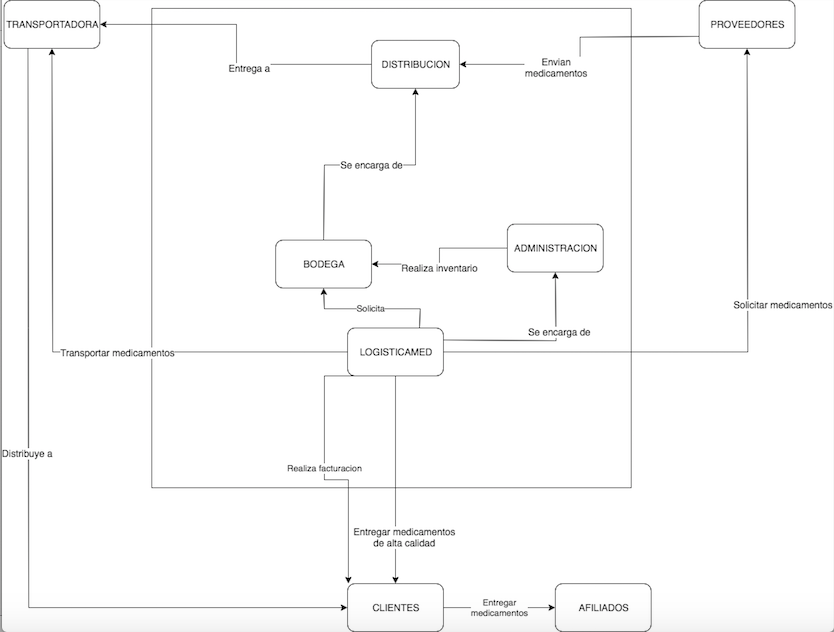 TRANSPORTADORA
PROVEEDORES
DISTRIBUCION
Entrega a
Envian
medicamentos
Se encarga de
ADMINISTRACION
BODEGA
Realiza inventario
Solicita
Solicitar medicamentos
Se encarga de
Transportar medicamentos
LOGISTICAMED
Distribuye a
Realiza facturacion
Entregar medicamentos
de alta calidad
CLIENTES
Entregar
medicamentos
AFILIADOS